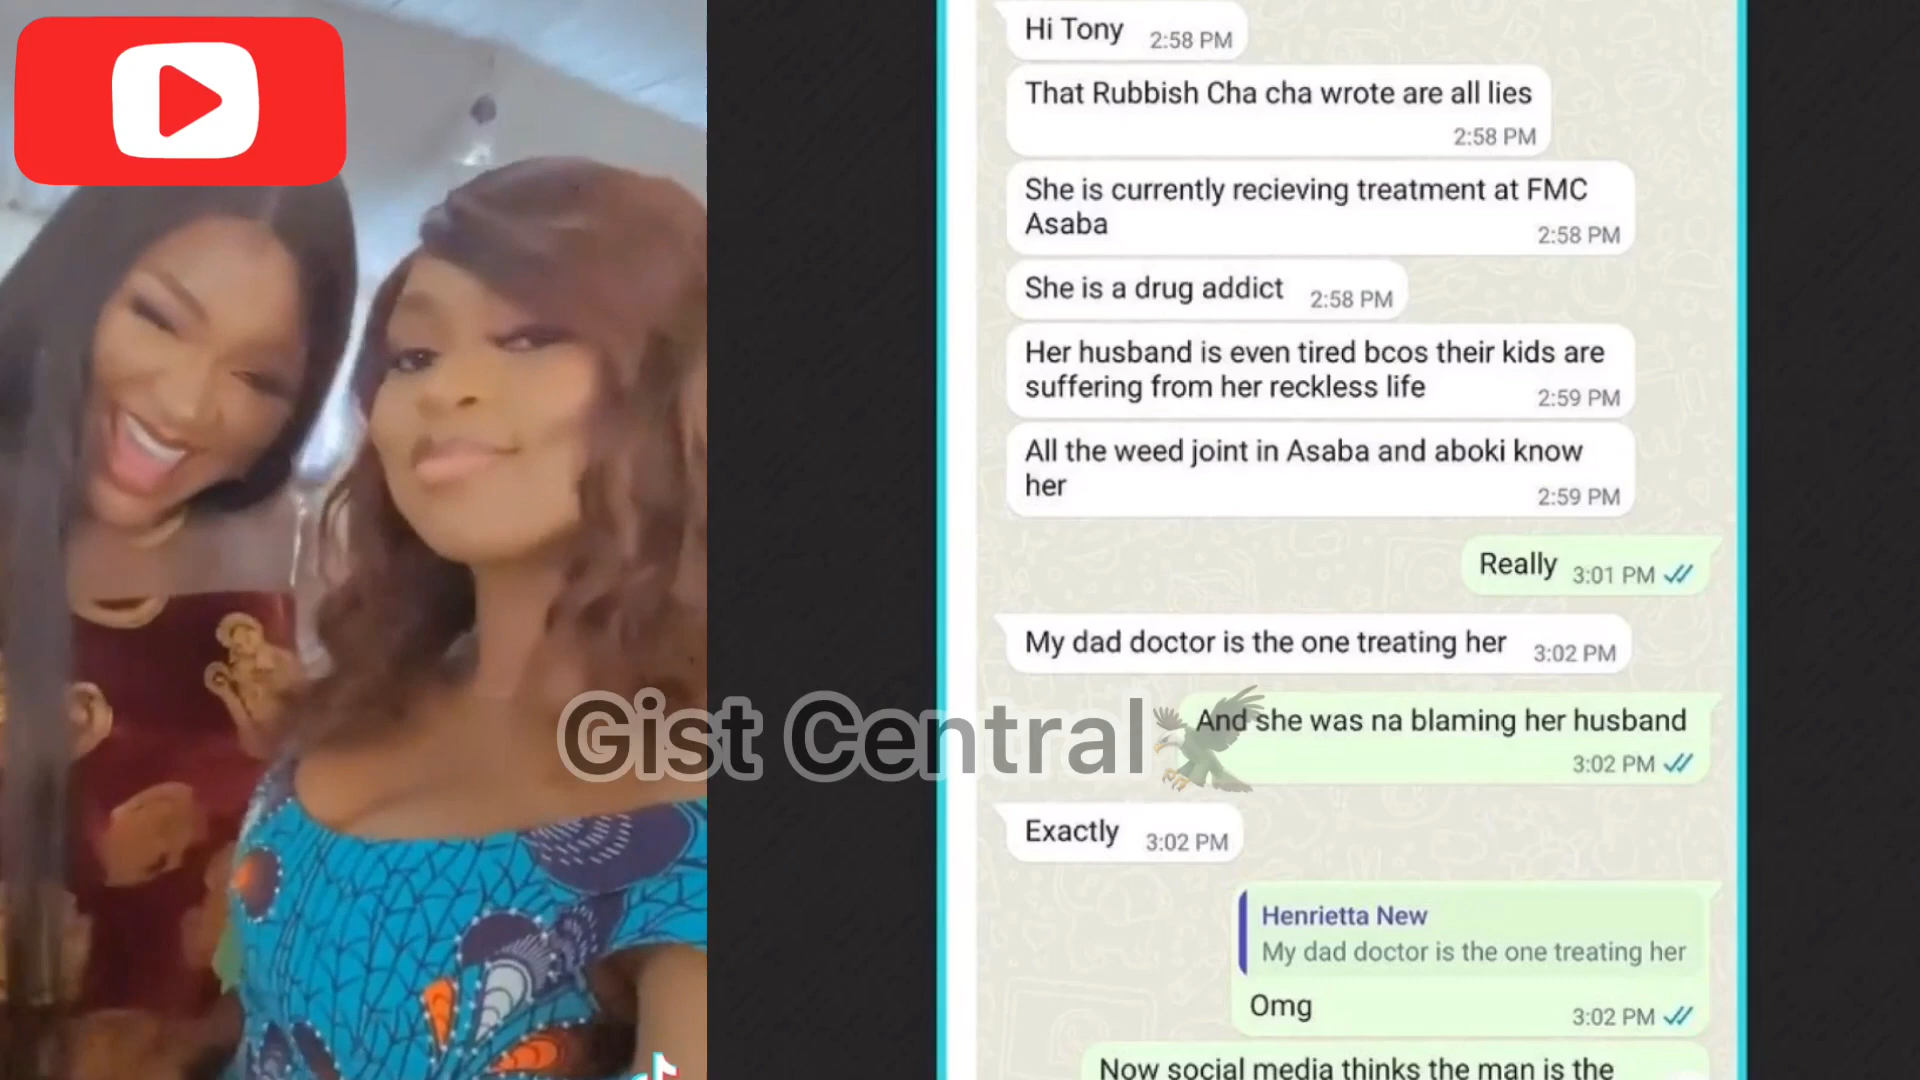 Hi Tony 2:58 PM
That Rubbish Cha cha wrote are all lies
2:58 PM
She is currently recieving treatment at FMC
Asaba 2:58 PM
She is a drug addict 2:58 PM
Her husband is even tired bcos their kids are
suffering from her reckless life 2:59 PM
All the weed joint in Asaba and aboki know
her 2:59 PM
Really 3:01 PM
My dad doctor is the one treating her 3:02 PM
Gist Central
And she was na blaming her husband
3:02 PM
Exactly 3:02 PM
Henrietta New
My dad doctor is the one treating her
Omg 3:02 PM
Now social media thinks the man is the